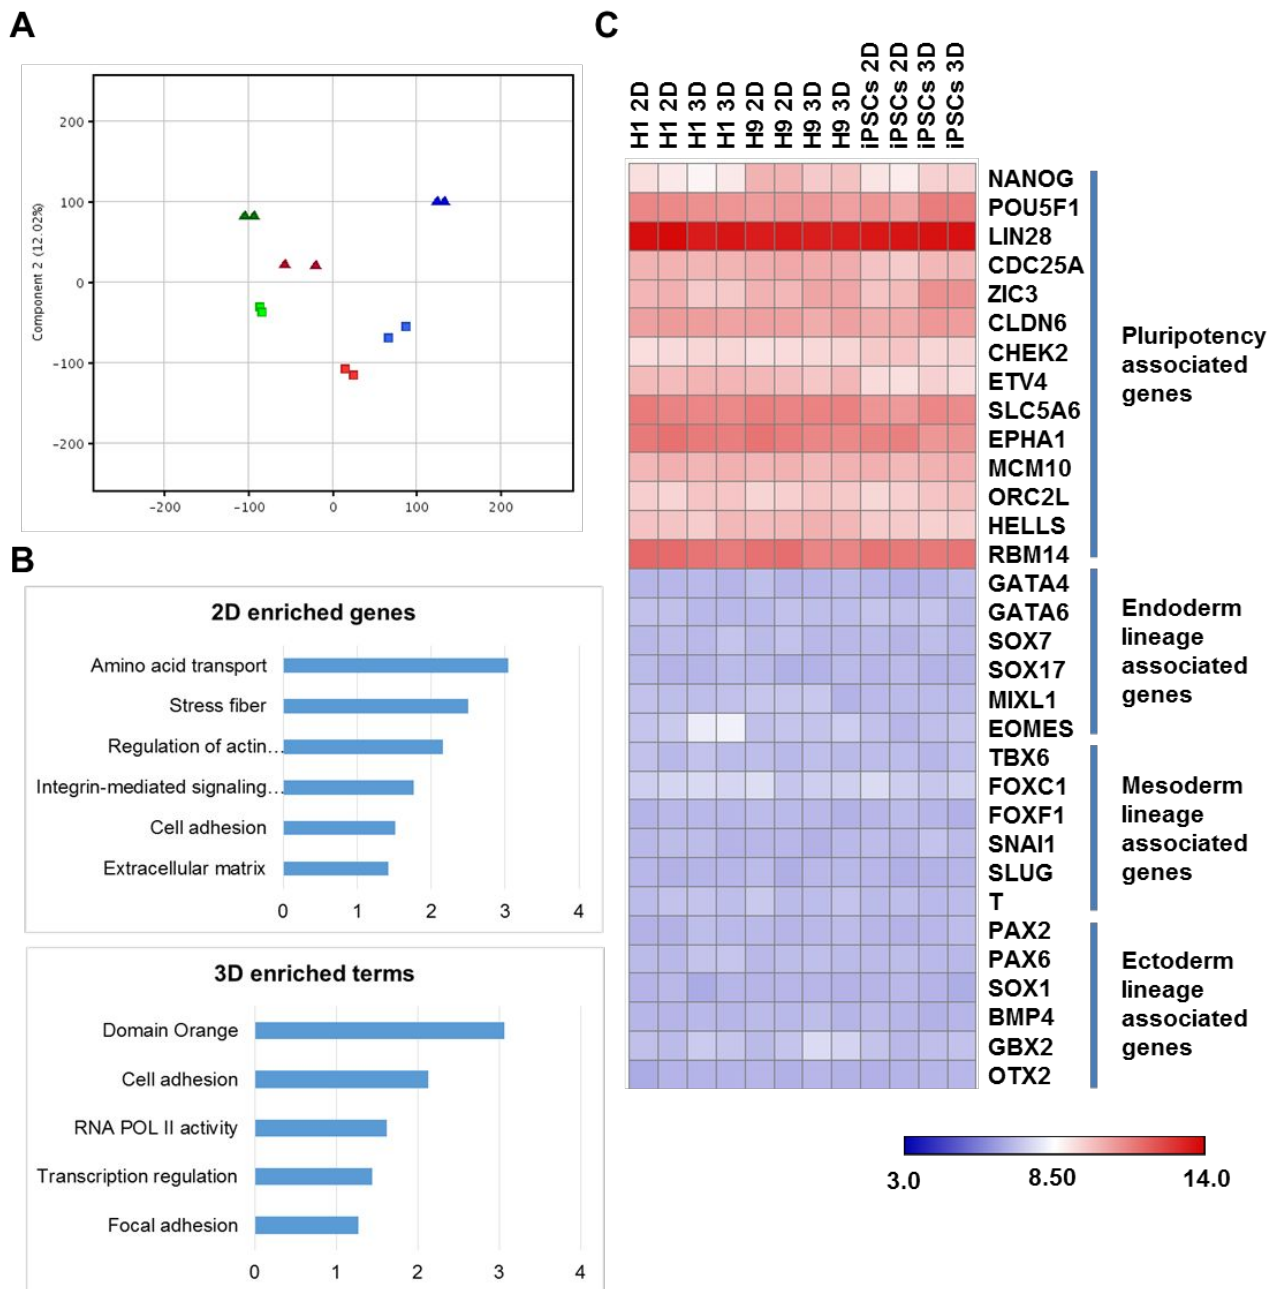 A
200
100
0
−100
−200
Component 2 (12.02%)
-200
-100
0
100
200
B
2D enriched genes
Amino acid transport
Stress fiber
Regulation of actin…
Integrin-mediated signaling…
Cell adhesion
Extracellular matrix
0 1 2 3 4
3D enriched terms
Domain Orange
Cell adhesion
RNA POL II activity
Transcription regulation
Focal adhesion
0 1 2 3 4
C
H1 2D
H1 2D
H1 3D
H1 3D
H9 2D
H9 2D
H9 3D
H9 3D
iPSCs 2D
iPSCs 2D
iPSCs 3D
iPSCs 3D
NANOG
POU5F1
LIN28
CDC25A
ZIC3
CLDN6
CHEK2
ETV4
SLC5A6
EPHA1
MCM10
ORC2L
HELLS
RBM14
GATA4
GATA6
SOX7
SOX17
MIXL1
EOMES
TBX6
FOXC1
FOXF1
SNAI1
SLUG
T
PAX2
PAX6
SOX1
BMP4
GBX2
OTX2
Pluripotency
associated
genes
Endoderm
lineage
associated
genes
Mesoderm
lineage
associated
genes
Ectoderm
lineage
associated
genes
3.0 8.50 14.0